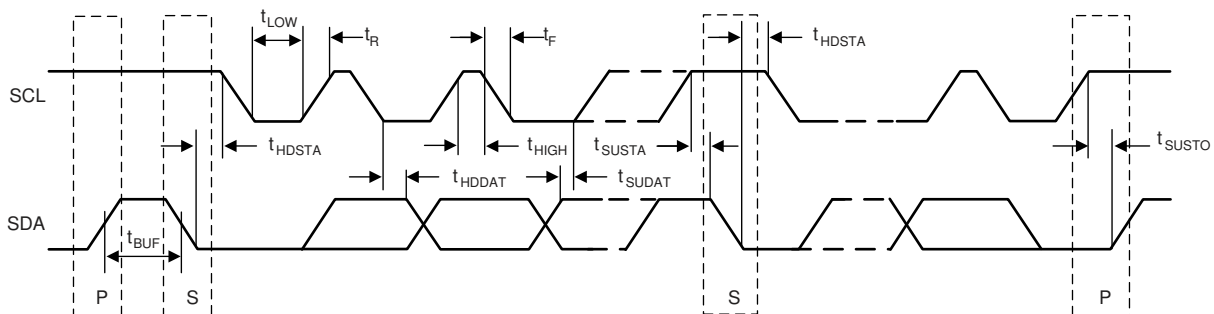 tLOW
tR
tF
tHDSTA
SCL
tHDSTA
tHIGH
tSUSTA
tSUSTO
tHDDAT
tSUDAT
SDA
tBUF
P
S
S
P